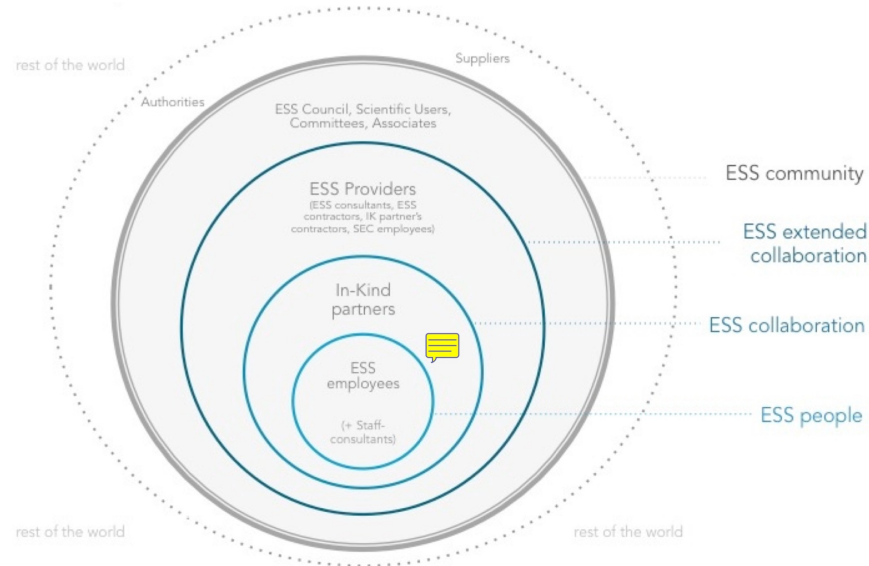 rest of the world
Suppliers
Authorities
ESS Council, Scientific Users,
Committees, Associates
ESS community
ESS Providers
(ESS consultants, ESS
contractors, IK partner's
contractors, SEC employees)
ESS extended
collaboration
In-Kind
partners
ESS collaboration
ESS
employees
(+ Staff-
consultants)
ESS people
rest of the world
rest of the world